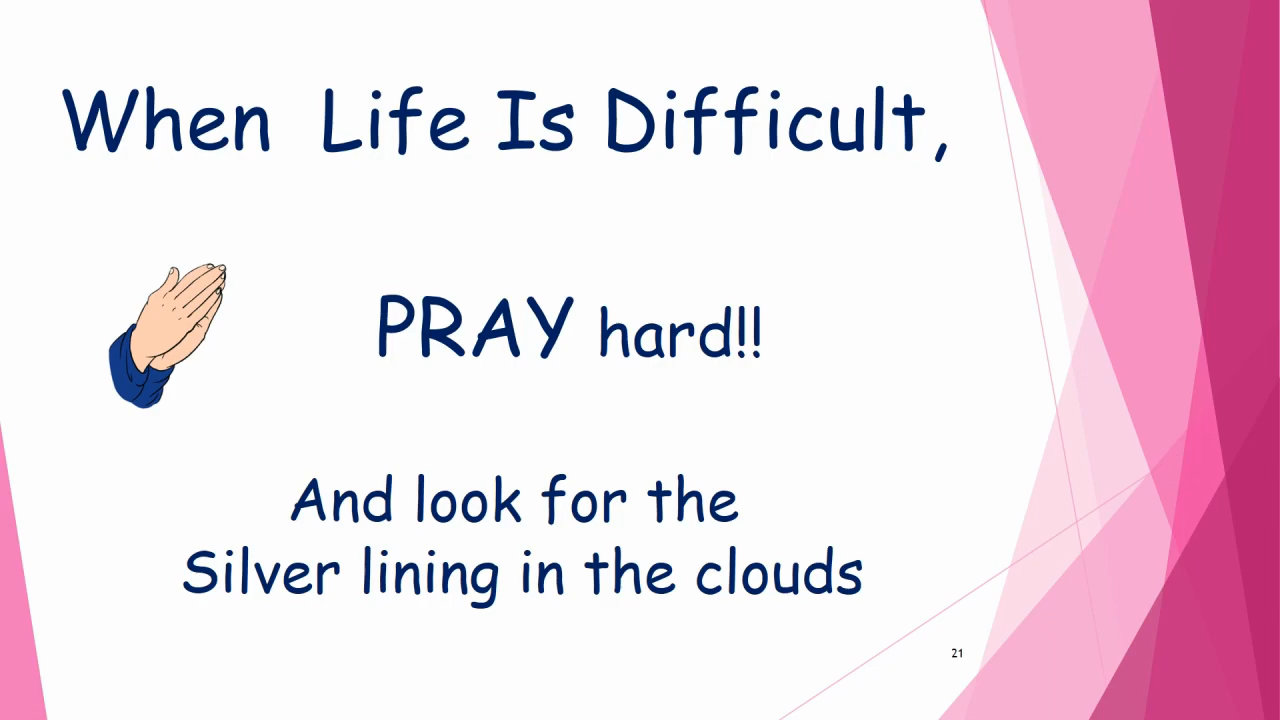 When Life Is Difficult,
PRAY hard!!
And look for the
Silver lining in the clouds
21